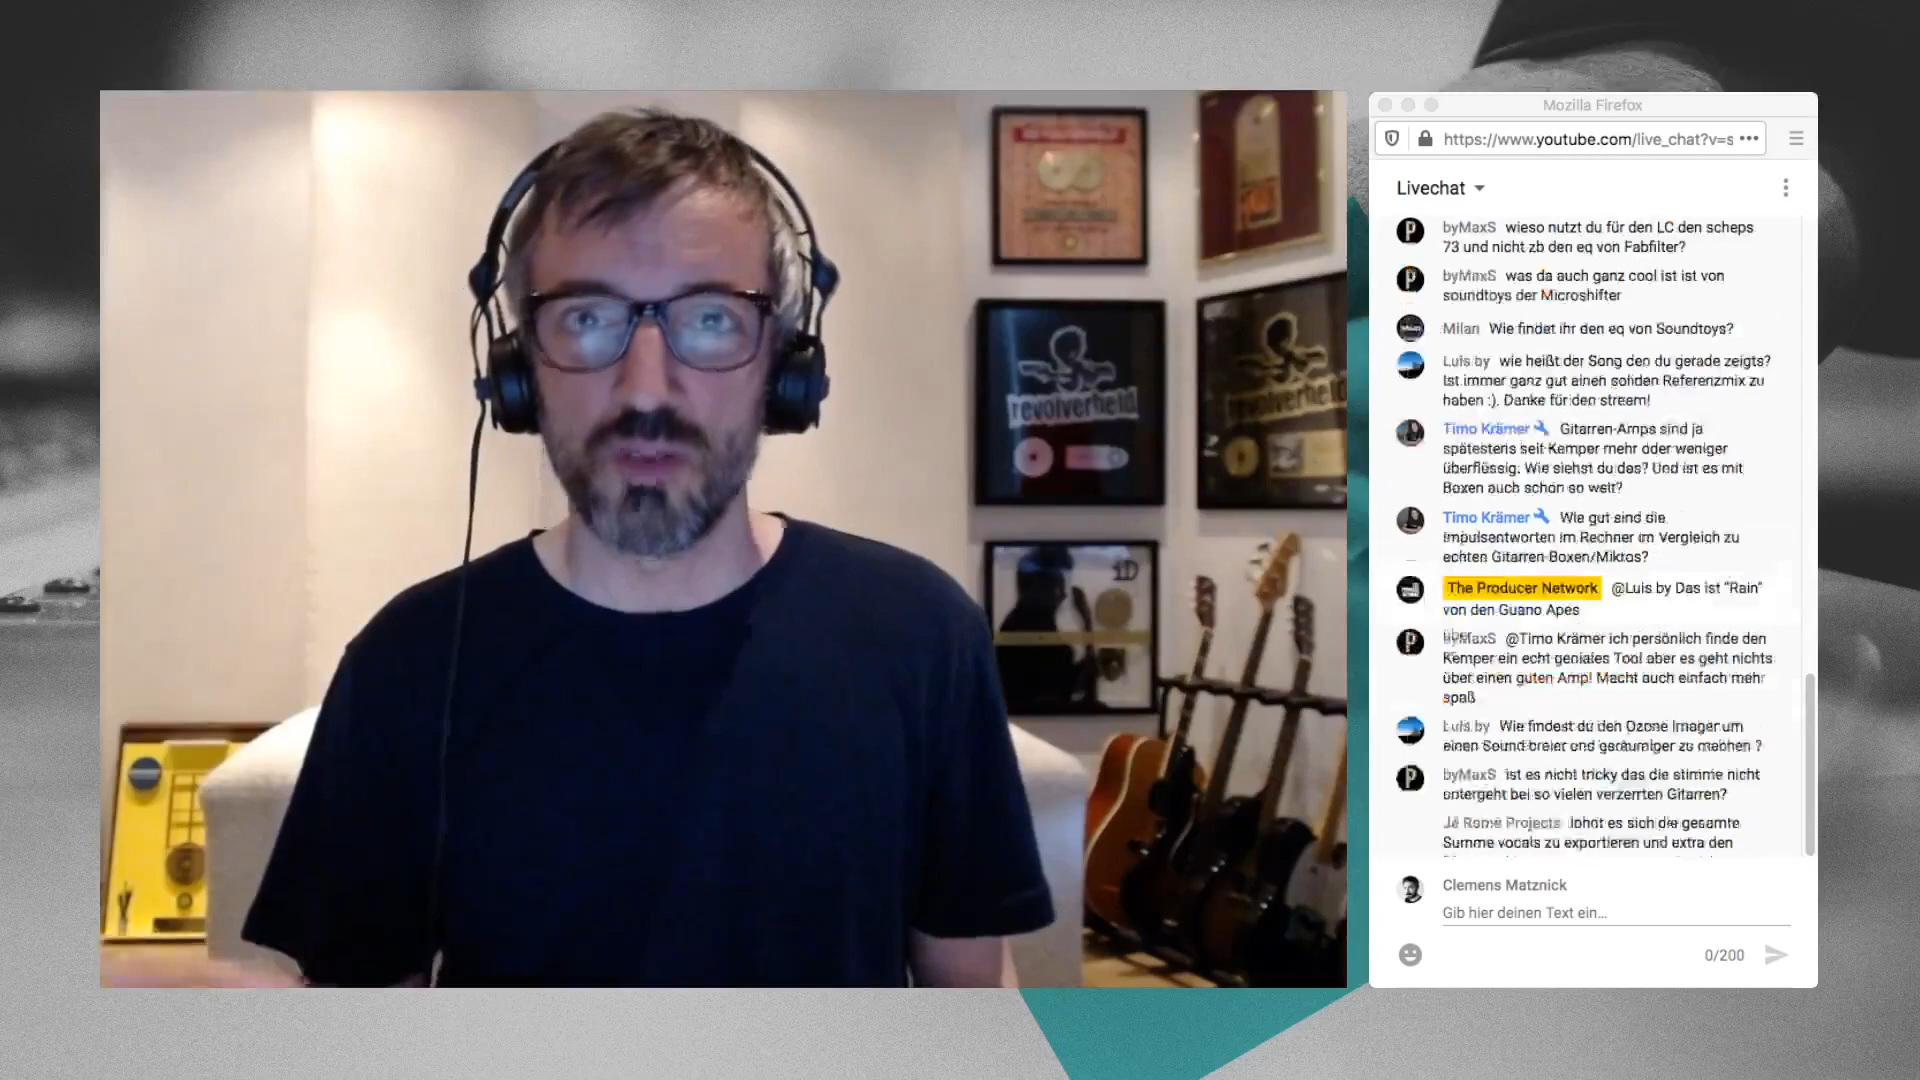 revolverheld
revolverheld
1D
Mozilla Firefox
https://www.youtube.com/live_chat?v=s
Livechat
byMaxS wieso nutzt du für den LC den scheps
73 und nicht zb den eq von Fabfilter?
byMaxS was da auch ganz cool ist ist von
soundtoys der Microshifter
Milan Wie findet ihr den eq von Soundtoys?
Luis by wie heißt der Song den du gerade zeigts?
Ist immer ganz gut einen soliden Referenzmix zu
haben :). Danke für den stream!
Timo Krämer Gitarren-Amps sind ja
spätestens seit Kemper mehr oder weniger
überflüssig. Wie siehst du das? Und ist es mit
Boxen auch schon so weit?
Timo Krämer Wie gut sind die
Impulsentworten im Rechner im Vergleich zu
echten Gitarren Boxen/Mikros?
The Producer Network @Luis by Das ist "Rain"
von den Guano Apes
byMaxS @Timo Krämer ich persönlich finde den
Kemper ein echt geniales Tool aber es geht nichts
über einen guten Amp! Macht auch einfach mehr
spaß
Luis by Wie findest du den Ozone Imager um
einen Sound breier und geräumiger zu machen ?
byMaxS ist es nicht tricky das die stimme nicht
untergeht bei so vielen verzerrten Gitarren?
Jé Romé Projects lohnt es sich die gesamte
Summe vocals zu exportieren und extra den
Clemens Matznick
Gib hier deinen Text ein...
0/200